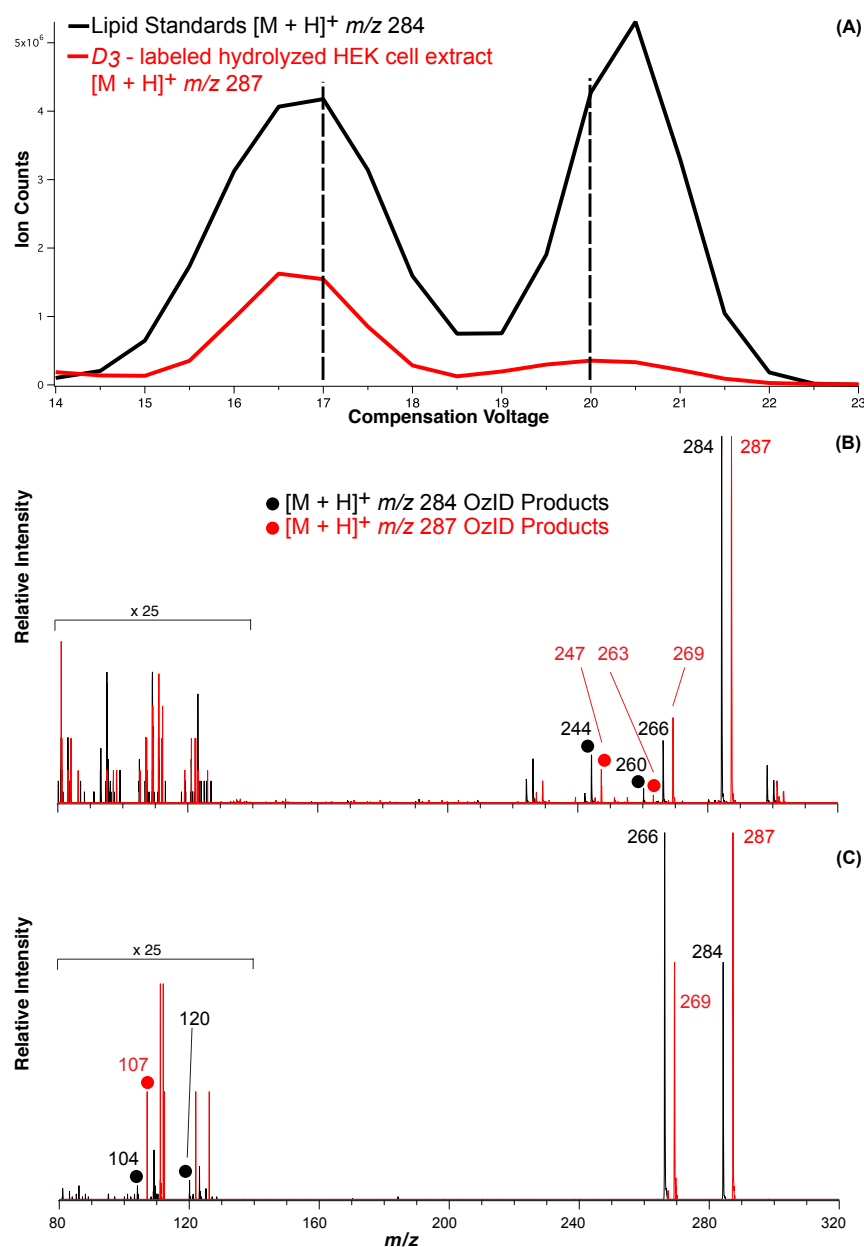 (A)
Lipid Standards [M + H]+ m/z 284
D3 - labeled hydrolyzed HEK cell extract
[M + H]+ m/z 287
5x10⁶
4
3
2
1
0
Ion Counts
14 15 16 17 18 19 20 21 22 23
Compensation Voltage
(B)
284 287
[M + H]+ m/z 284 OzID Products
[M + H]+ m/z 287 OzID Products
Relative Intensity
x 25
247 263 269
244 266
260
(C)
266 287
Relative Intensity
x 25
284
120
269
107
104
80 120 160 200 240 280 320
m/z